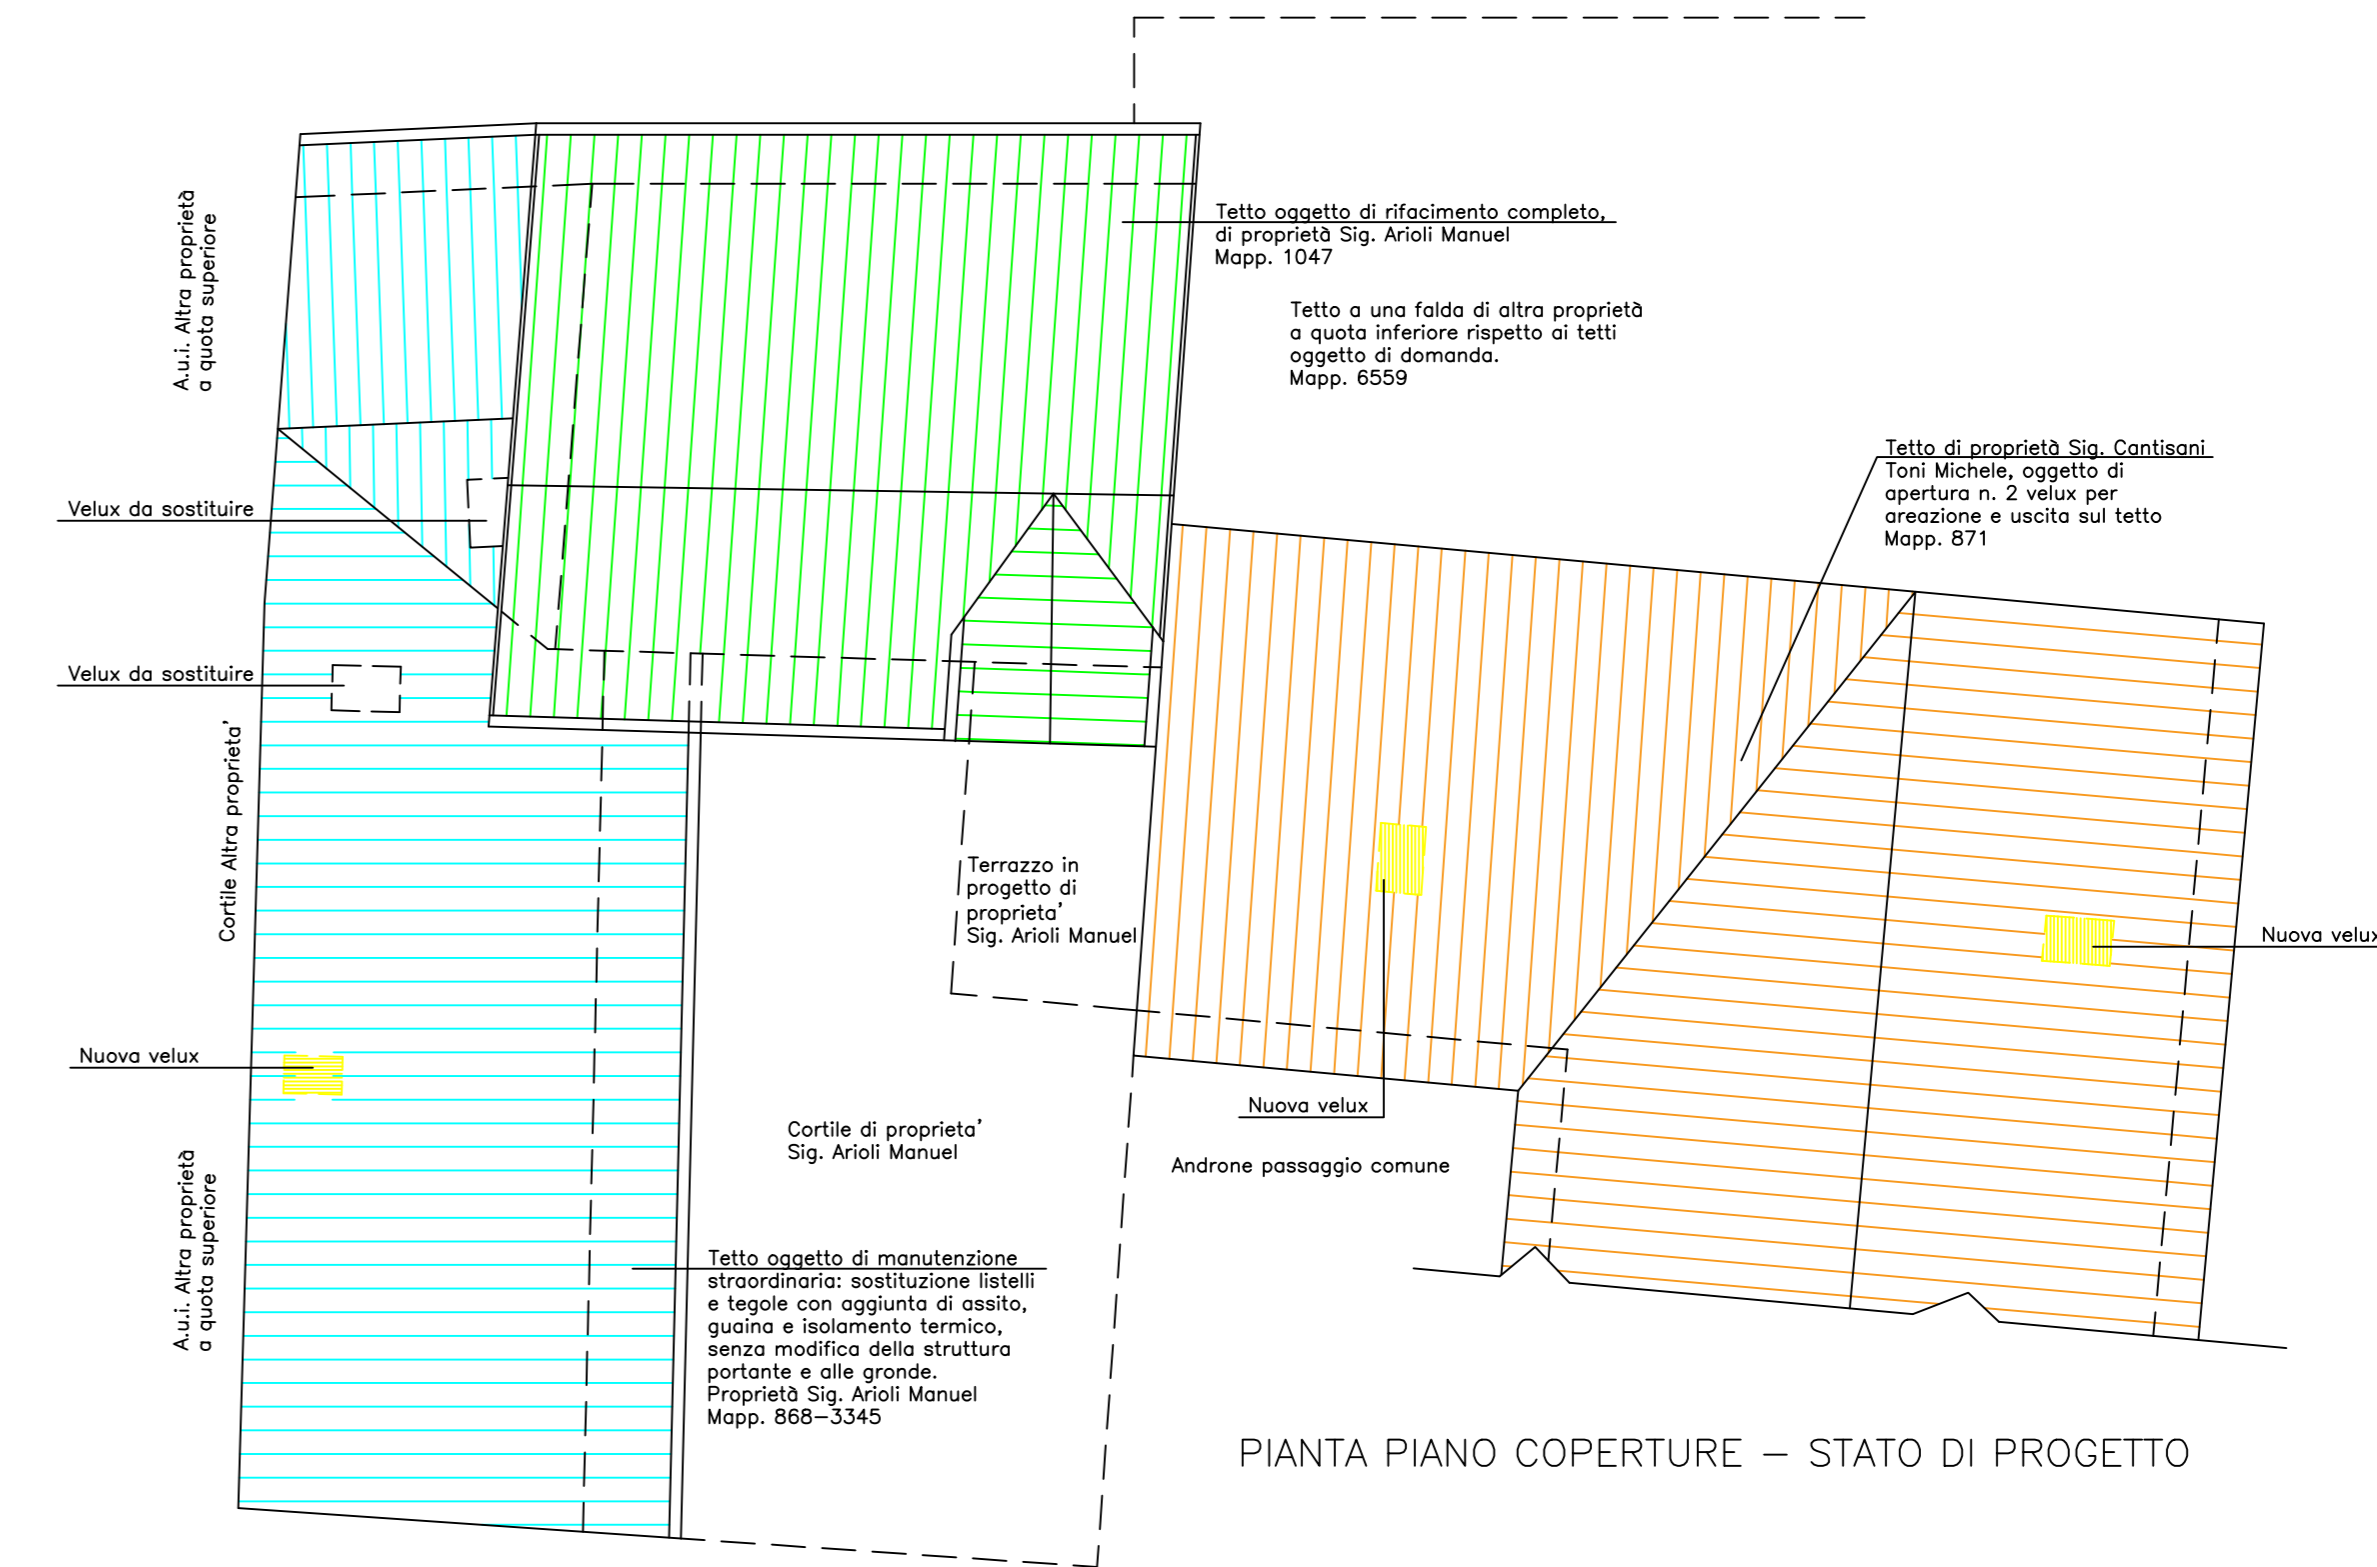 A.u.i. Altra proprietà
a quota superiore
Tetto oggetto di rifacimento completo,
di proprietà Sig. Arioli Manuel
Mapp. 1047
Tetto a una falda di altra proprietà
a quota inferiore rispetto ai tetti
oggetto di domanda.
Mapp. 6559
Tetto di proprietà Sig. Cantisani
Toni Michele, oggetto di
apertura n. 2 velux per
areazione e uscita sul tetto
Mapp. 871
Velux da sostituire
Velux da sostituire
Cortile Altra proprieta'
Terrazzo in
progetto di
proprieta'
Sig. Arioli Manuel
Nuova velux
Nuova velux
Nuova velux
Cortile di proprieta'
Sig. Arioli Manuel
Androne passaggio comune
A.u.i. Altra proprietà
a quota superiore
Tetto oggetto di manutenzione
straordinaria: sostituzione listelli
e tegole con aggiunta di assito,
guaina e isolamento termico,
senza modifica della struttura
portante e alle gronde.
Proprietà Sig. Arioli Manuel
Mapp. 868-3345
PIANTA PIANO COPERTURE - STATO DI PROGETTO